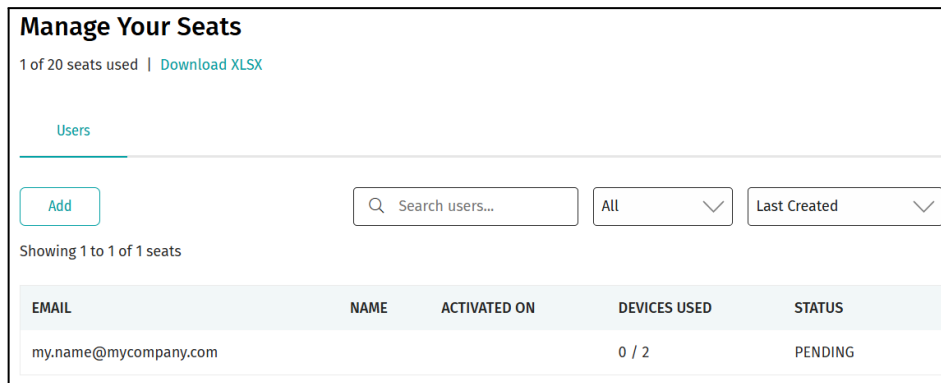 Manage Your Seats
1 of 20 seats used | Download XLSX
Users
Add Search users... All Last Created
Showing 1 to 1 of 1 seats
EMAIL NAME ACTIVATED ON DEVICES USED STATUS
my.name@mycompany.com 0 / 2 PENDING